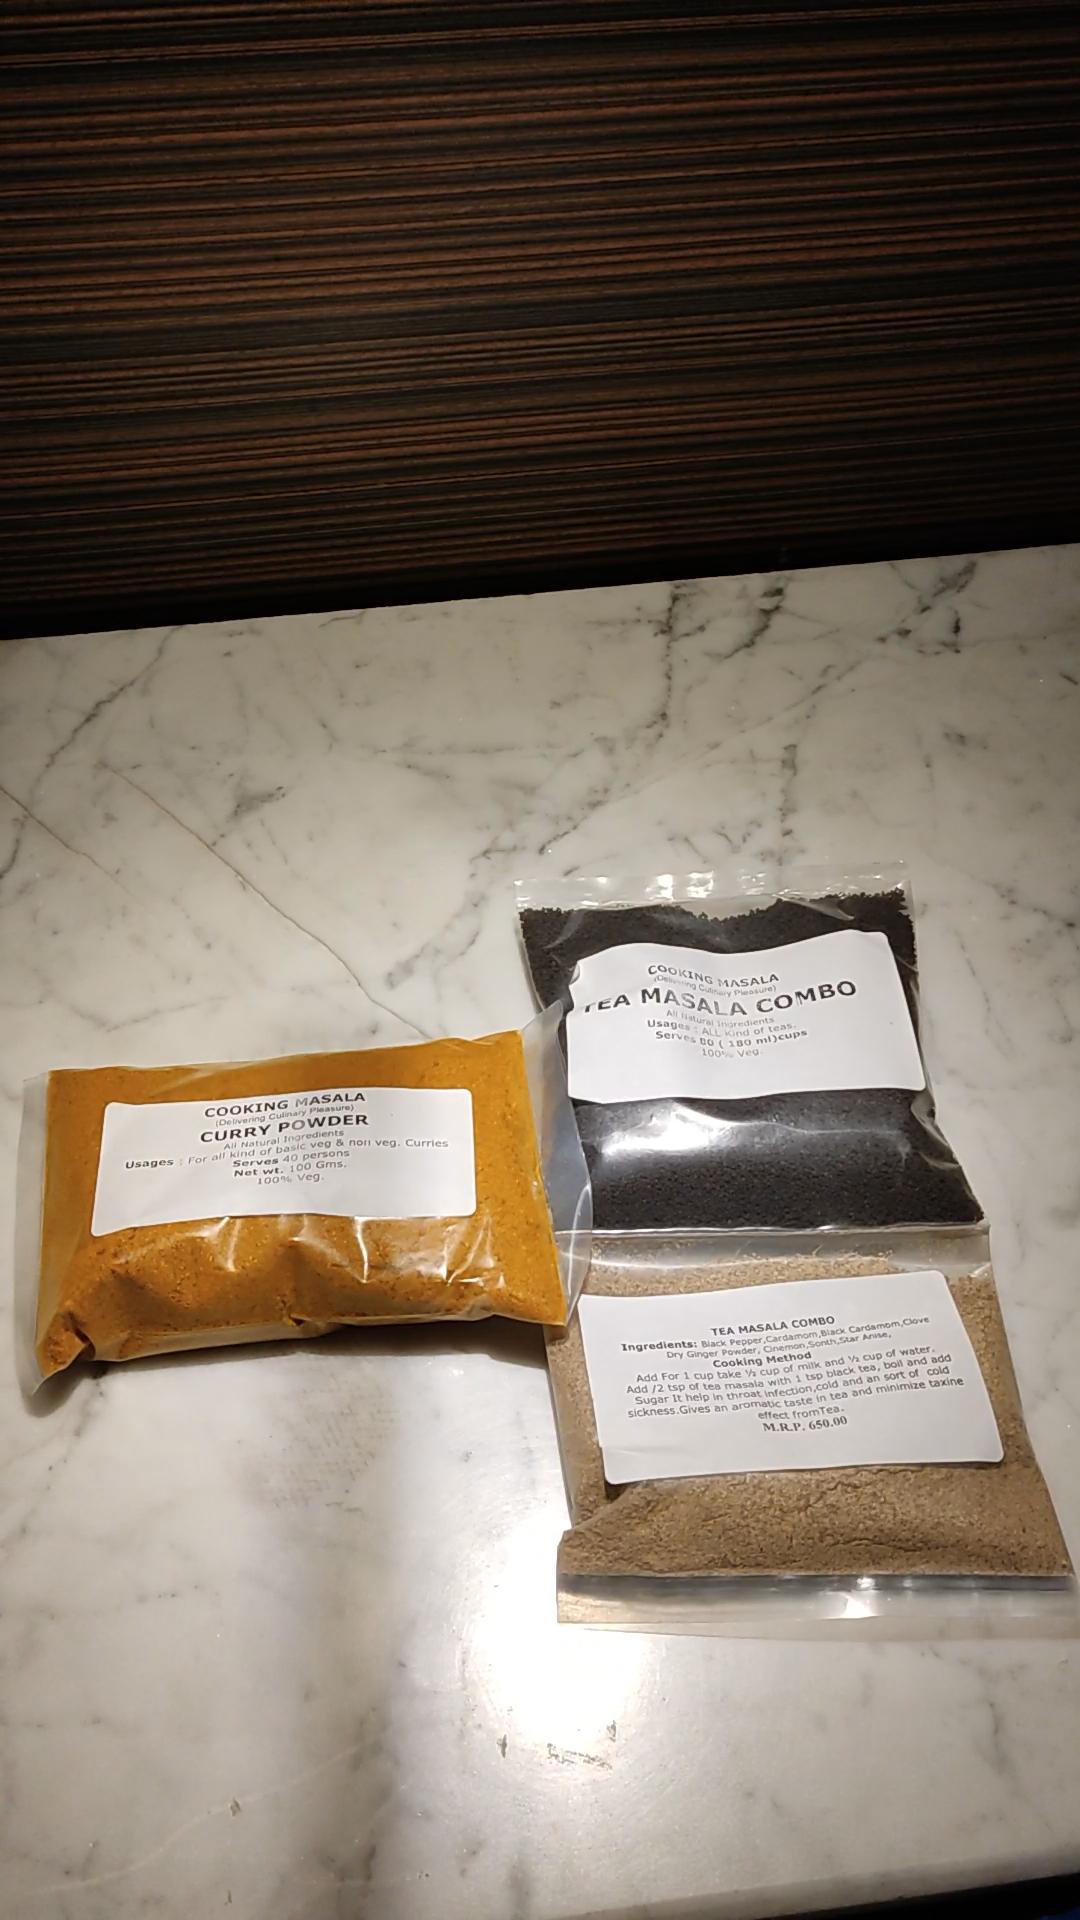 COOKING MASALA
(Delivering Culinary Pleasure)
CURRY POWDER
All Natural Ingredients
Usages : For all kind of basic veg & non veg. Curries
Serves 40 persons
Net wt. 100 Gms.
100% Veg.
COOKING MASALA
(Delivering Culinary Pleasure)
TEA MASALA COMBO
All Natural Ingredients
Usages : ALL Kind of teas.
Serves 80 ( 180 ml)cups
100% Veg.
TEA MASALA COMBO
Ingredients: Black Pepper,Cardamom,Black Cardamom,Clove
Dry Ginger Powder, Cinemon,Sonth,Star Anise,
Cooking Method
Add For 1 cup take ½ cup of milk and ½ cup of water.
Add /2 tsp of tea masala with 1 tsp black tea, boil and add
Sugar It help in throat infection,cold and an sort of cold
sickness.Gives an aromatic taste in tea and minimize taxine
effect fromTea.
M.R.P. 650.00